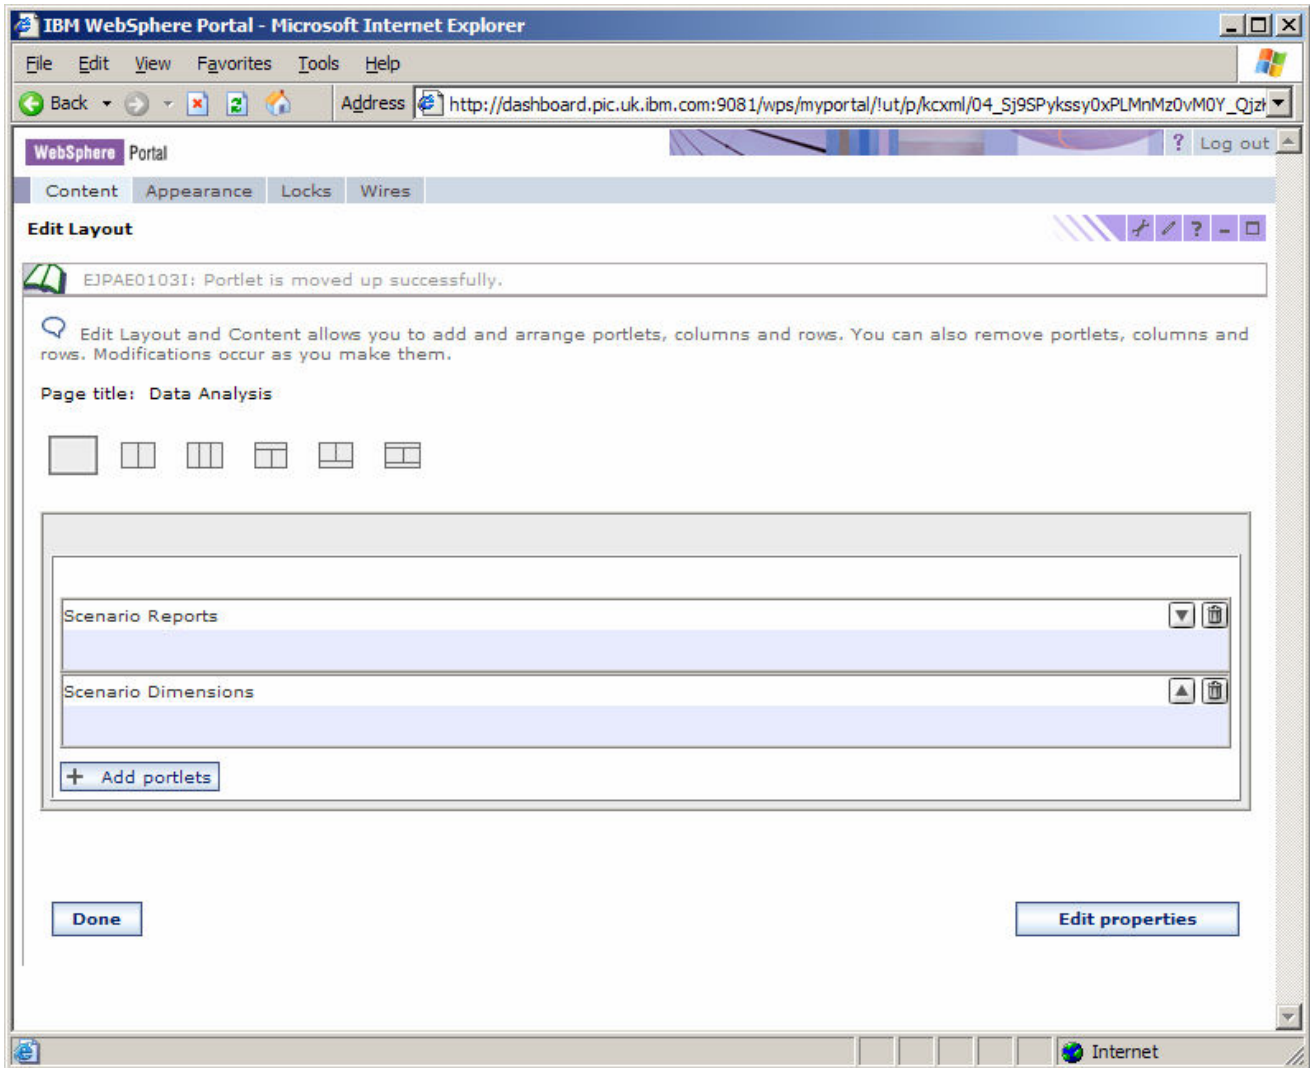 IBM WebSphere Portal - Microsoft Internet Explorer
File Edit View Favorites Tools Help
Back Address http://dashboard.pic.uk.ibm.com:9081/wps/myportal/!ut/p/kcxml/04_Sj9SPykssy0xPLMnMz0vM0Y_Qjz
WebSphere Portal ? Log out
Content Appearance Locks Wires
Edit Layout ?
EJPAE0103I: Portlet is moved up successfully.
Edit Layout and Content allows you to add and arrange portlets, columns and rows. You can also remove portlets, columns and
rows. Modifications occur as you make them.
Page title: Data Analysis
Scenario Reports
Scenario Dimensions
+ Add portlets
Done Edit properties
Internet